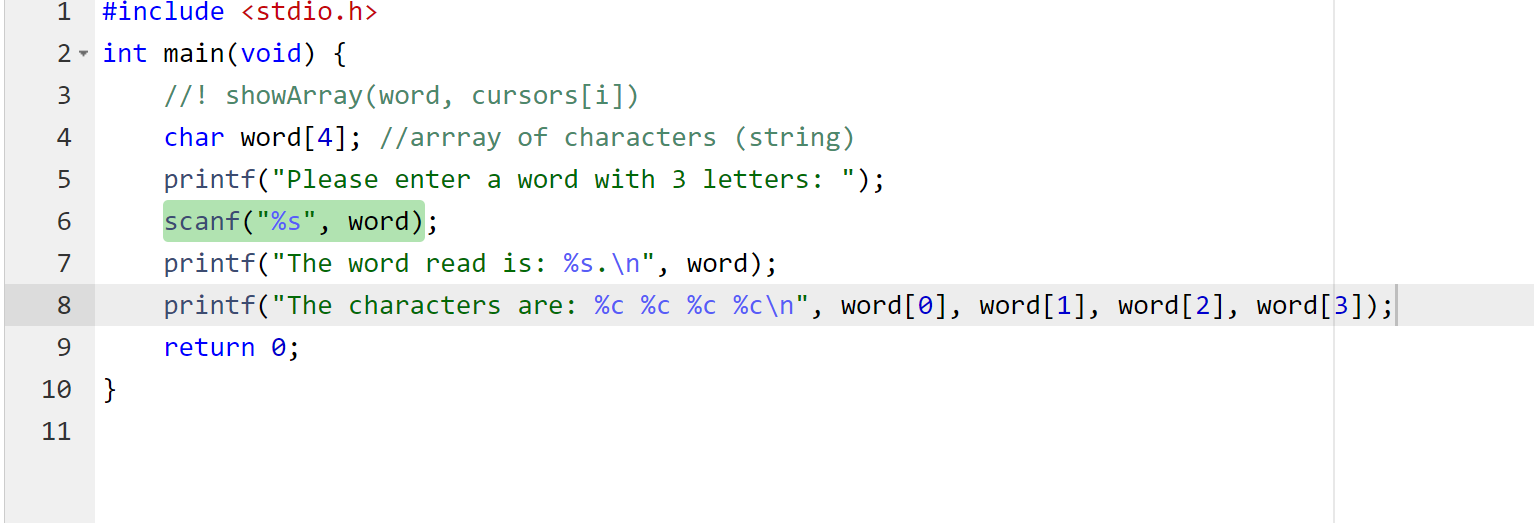 1 #include <stdio.h>
2 int main(void) {
3 //! showArray(word, cursors[i])
4 char word[4]; //arrray of characters (string)
5 printf("Please enter a word with 3 letters: ");
6 scanf("%s", word);
7 printf("The word read is: %s.\n", word);
8 printf("The characters are: %c %c %c %c\n", word[0], word[1], word[2], word[3]);
9 return 0;
10 }
11